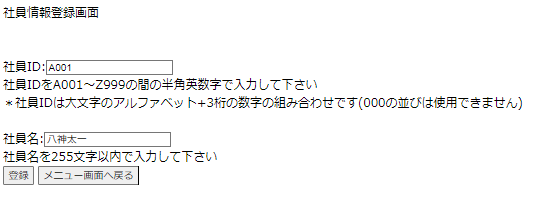 社員情報登録画面
社員ID:A001
社員IDをA001～Z999の間の半角英数字で入力して下さい
＊社員IDは大文字のアルファベット+3桁の数字の組み合わせです(000の並びは使用できません)
社員名:八神太一
社員名を255文字以内で入力して下さい
登録 メニュー画面へ戻る